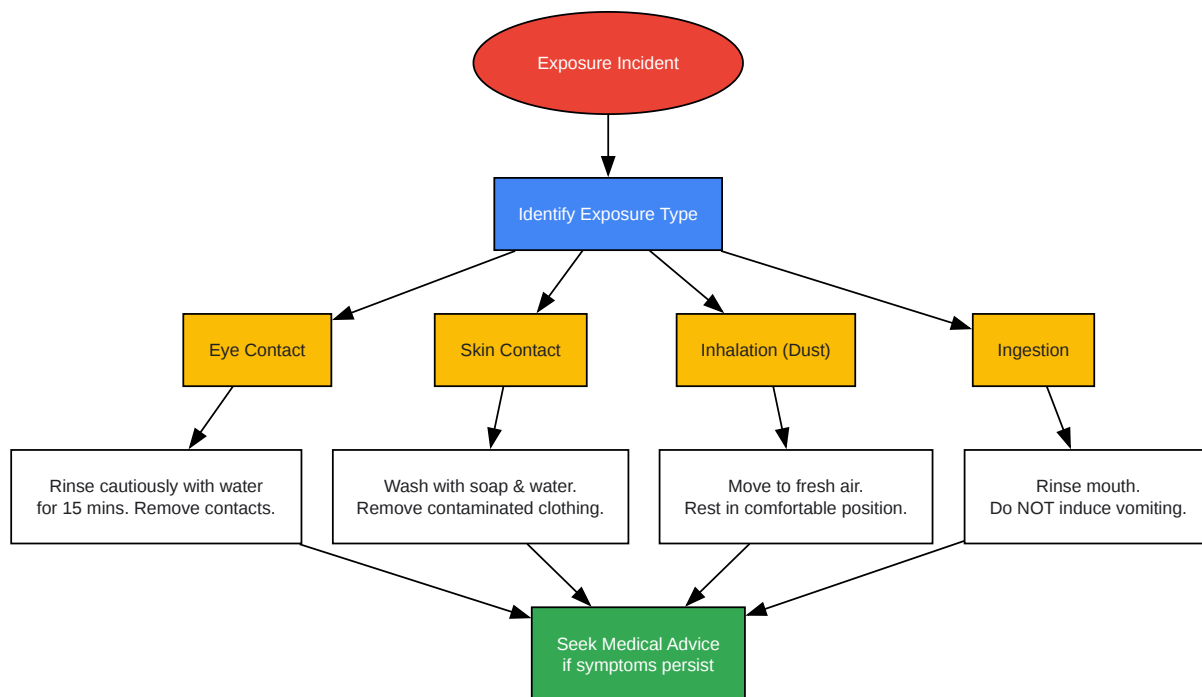 Exposure Incident
Identify Exposure Type
Eye Contact
Skin Contact
Inhalation (Dust)
Ingestion
Rinse cautiously with water
for 15 mins. Remove contacts.
Wash with soap & water.
Remove contaminated clothing.
Move to fresh air.
Rest in comfortable position.
Rinse mouth.
Do NOT induce vomiting.
Seek Medical Advice
if symptoms persist